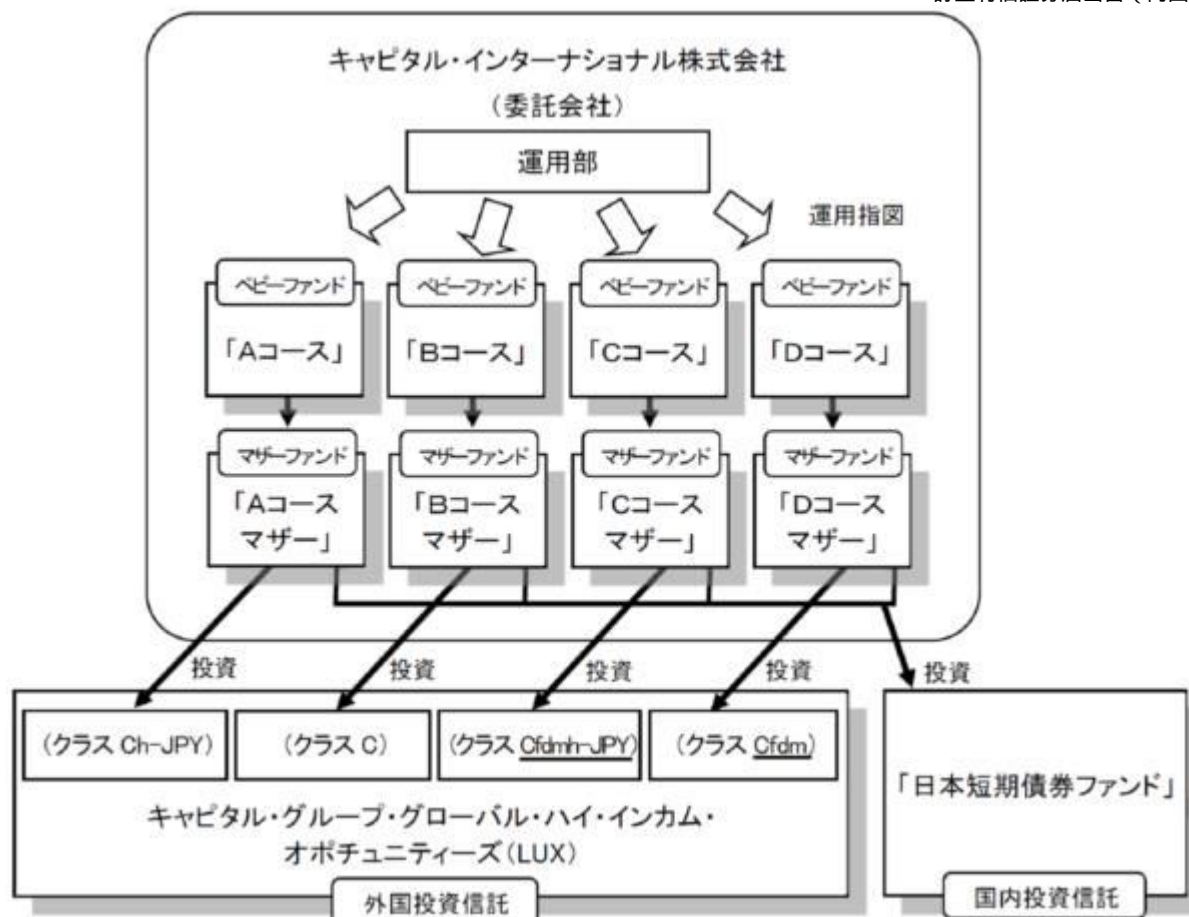 キャピタル・インターナショナル株式会社
（委託会社）
運用部
運用指図
ベビーファンド
ベビーファンド
ベビーファンド
ベビーファンド
「Aコース」
「Bコース」
「Cコース」
「Dコース」
マザーファンド
マザーファンド
マザーファンド
マザーファンド
「Aコース
マザー」
「Bコース
マザー」
「Cコース
マザー」
「Dコース
マザー」
投資
投資
投資
投資
投資
（クラス Ch-JPY）
（クラス C）
（クラス Cfdmh-JPY）
（クラス Cfdm）
「日本短期債券ファンド」
キャピタル・グループ・グローバル・ハイ・インカム・
オポチュニティーズ（LUX）
外国投資信託
国内投資信託